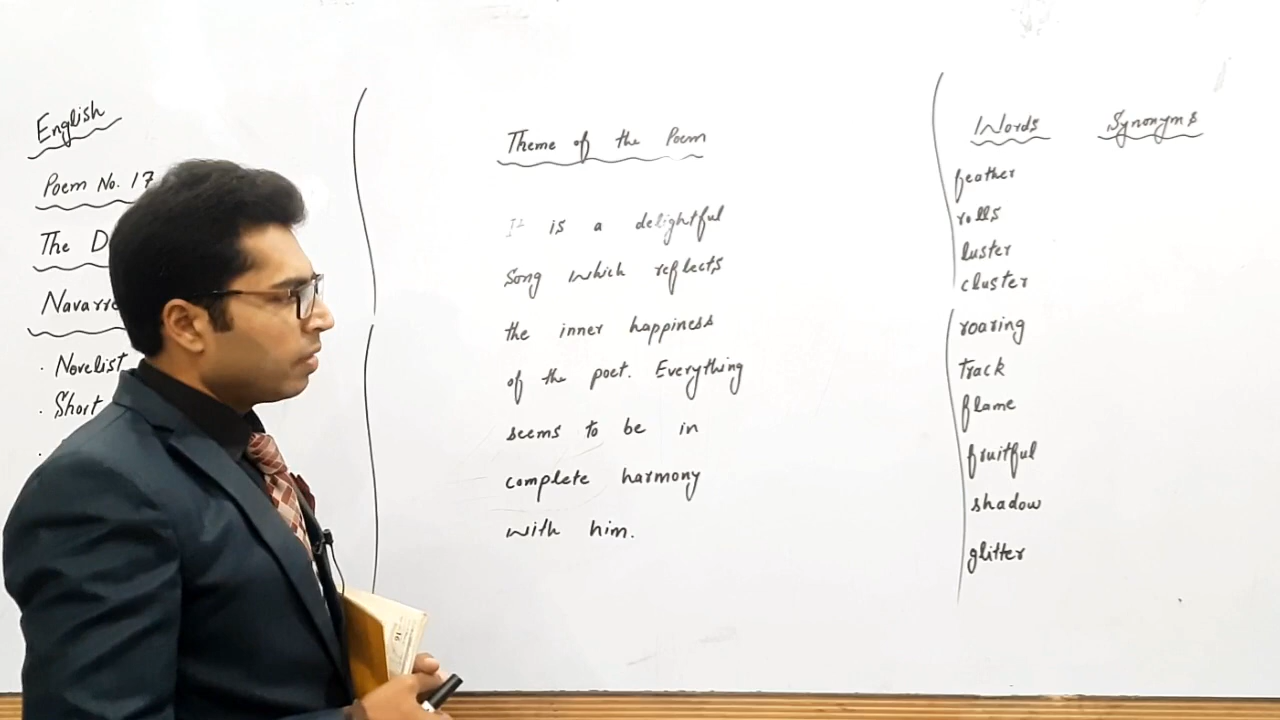 English
Poem No. 17
The D
Navarre
· Novelist
· Short
Theme of the Poem
It is a delightful
song which reflects
the inner happiness
of the poet. Everything
seems to be in
complete harmony
with him.
Words Synonyms
feather
rolls
luster
cluster
roaring
track
flame
fruitful
shadow
glitter